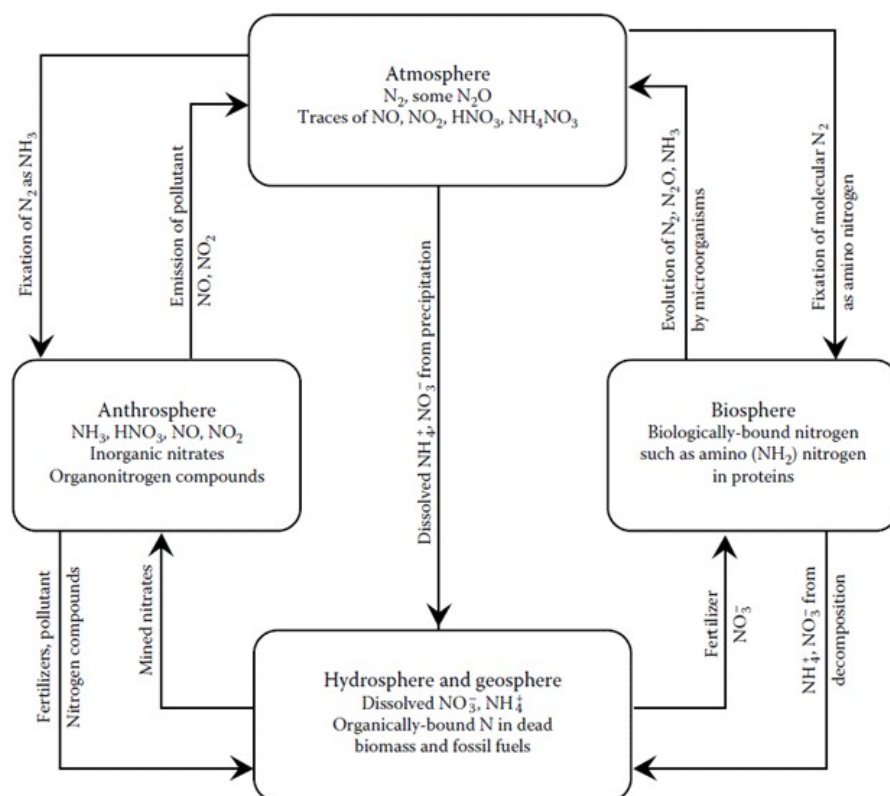 Atmosphere
N₂, some N₂O
Traces of NO, NO₂, HNO₃, NH₄NO₃
Fixation of N₂ as NH₃
Emission of pollutant
NO, NO₂
Dissolved NH₄⁺, NO₃⁻ from precipitation
Evolution of N₂, N₂O, NH₃
by microorganisms
Fixation of molecular N₂
as amino nitrogen
Anthrosphere
NH₃, HNO₃, NO, NO₂
Inorganic nitrates
Organonitrogen compounds
Biosphere
Biologically-bound nitrogen
such as amino (NH₂) nitrogen
in proteins
Fertilizers, pollutant
Nitrogen compounds
Mined nitrates
Fertilizer
NO₃⁻
NH₄⁺, NO₃⁻ from
decomposition
Hydrosphere and geosphere
Dissolved NO₃⁻, NH₄⁺
Organically-bound N in dead
biomass and fossil fuels